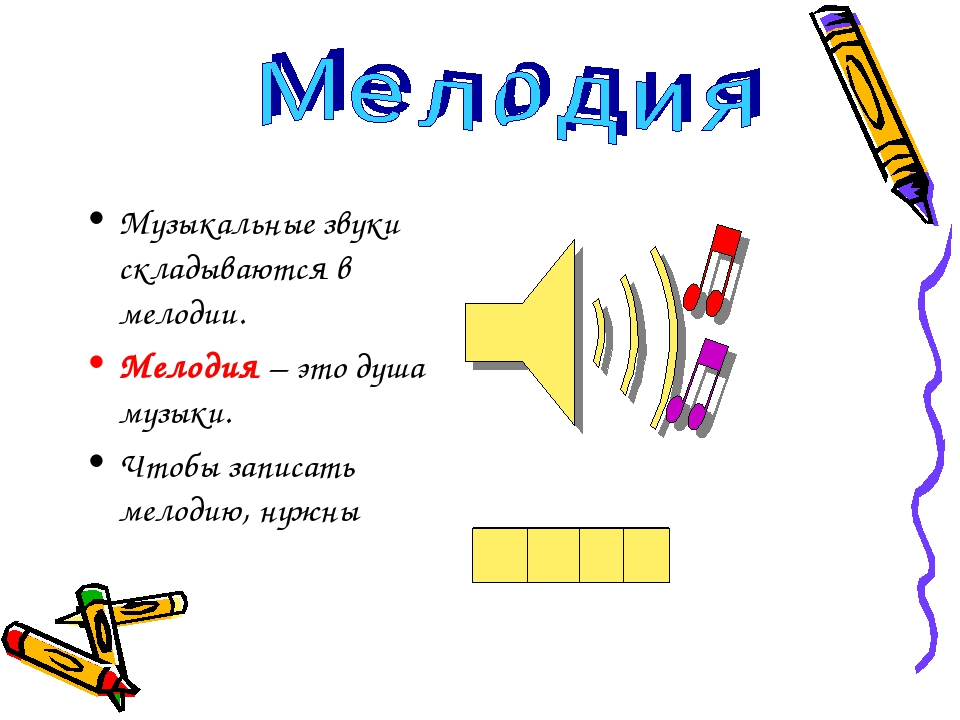 Мелодия
• Музыкальные звуки
складываются в
мелодии.
• Мелодия – это душа
музыки.
• Чтобы записать
мелодию, нужны